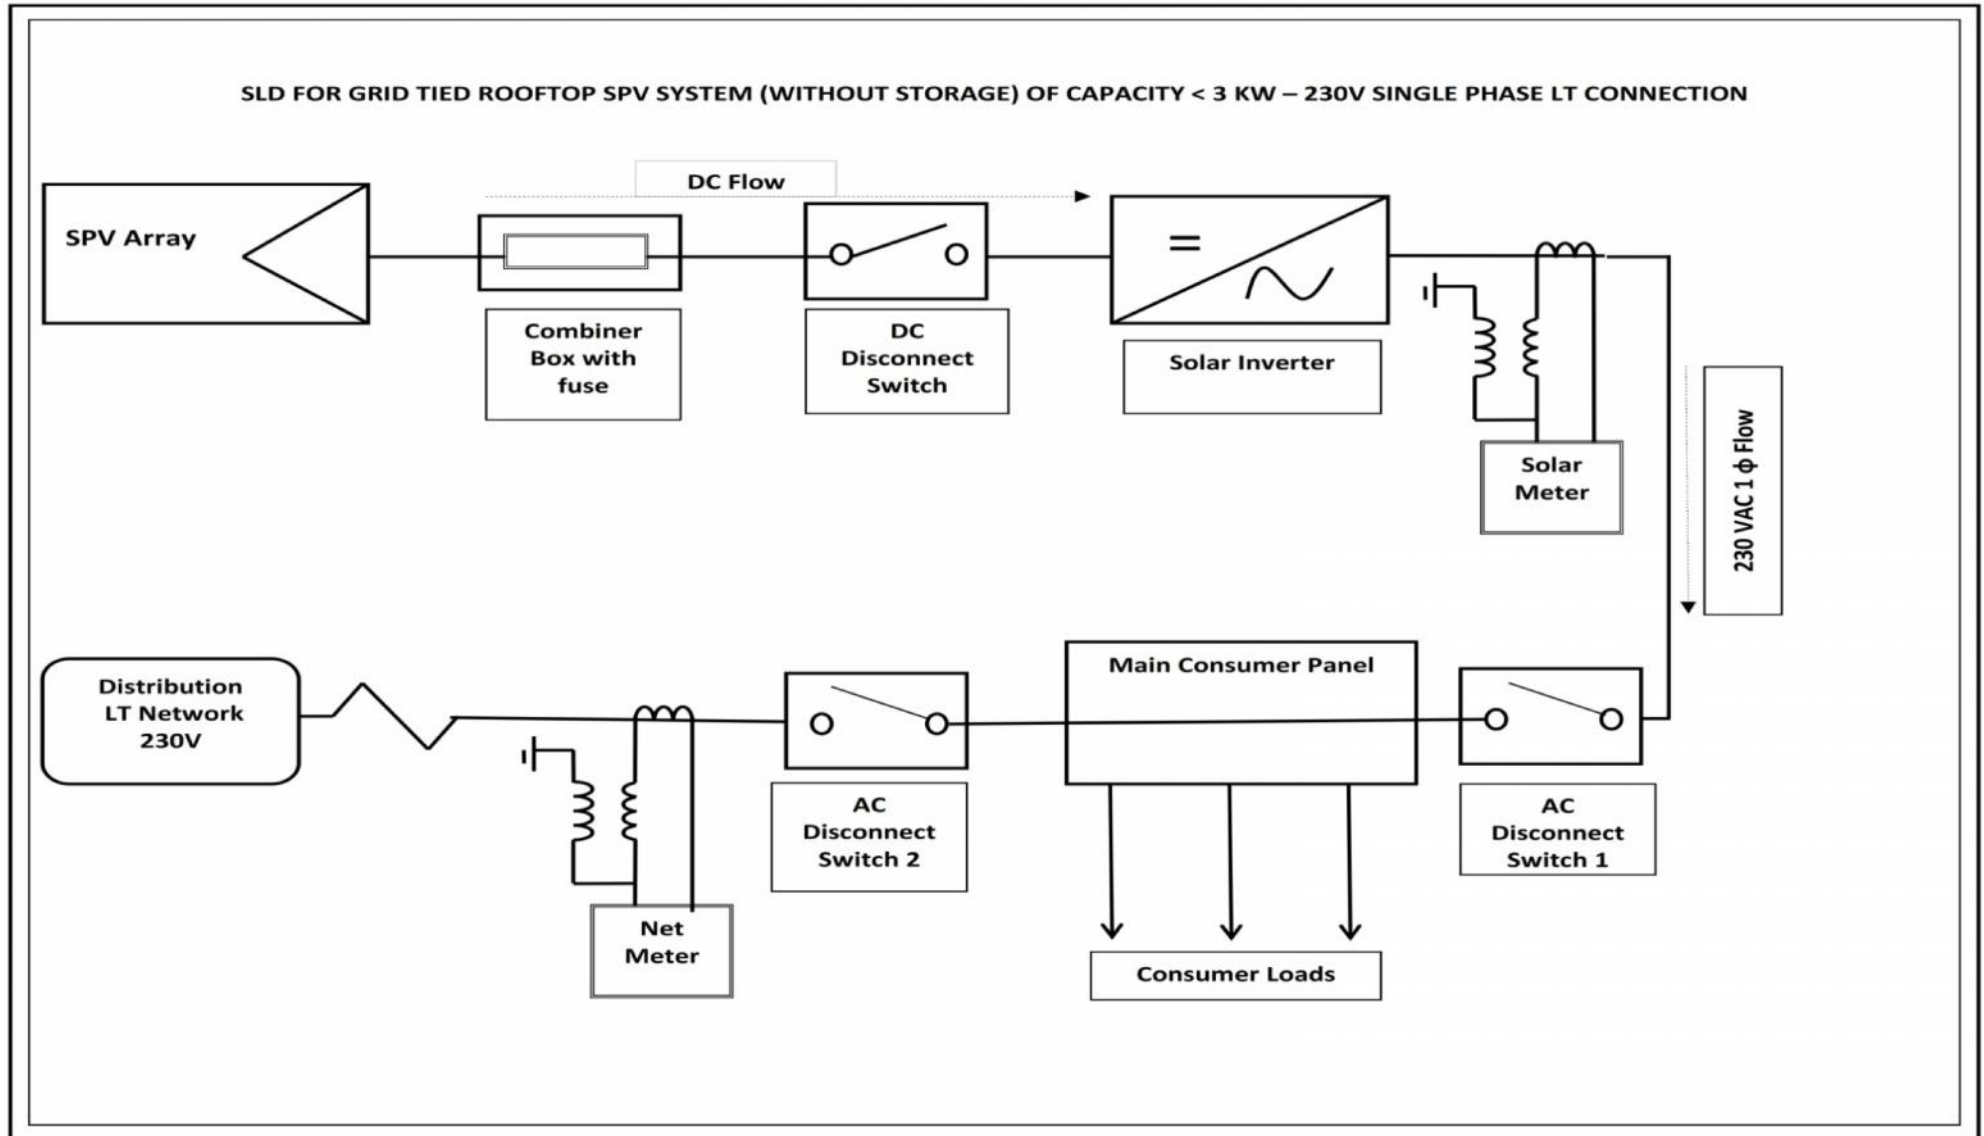 SLD FOR GRID TIED ROOFTOP SPV SYSTEM (WITHOUT STORAGE) OF CAPACITY < 3 KW – 230V SINGLE PHASE LT CONNECTION
DC Flow
SPV Array
Combiner
Box with
fuse
DC
Disconnect
Switch
Solar Inverter
Solar
Meter
230 VAC 1 ϕ Flow
Distribution
LT Network
230V
Net
Meter
AC
Disconnect
Switch 2
Main Consumer Panel
Consumer Loads
AC
Disconnect
Switch 1